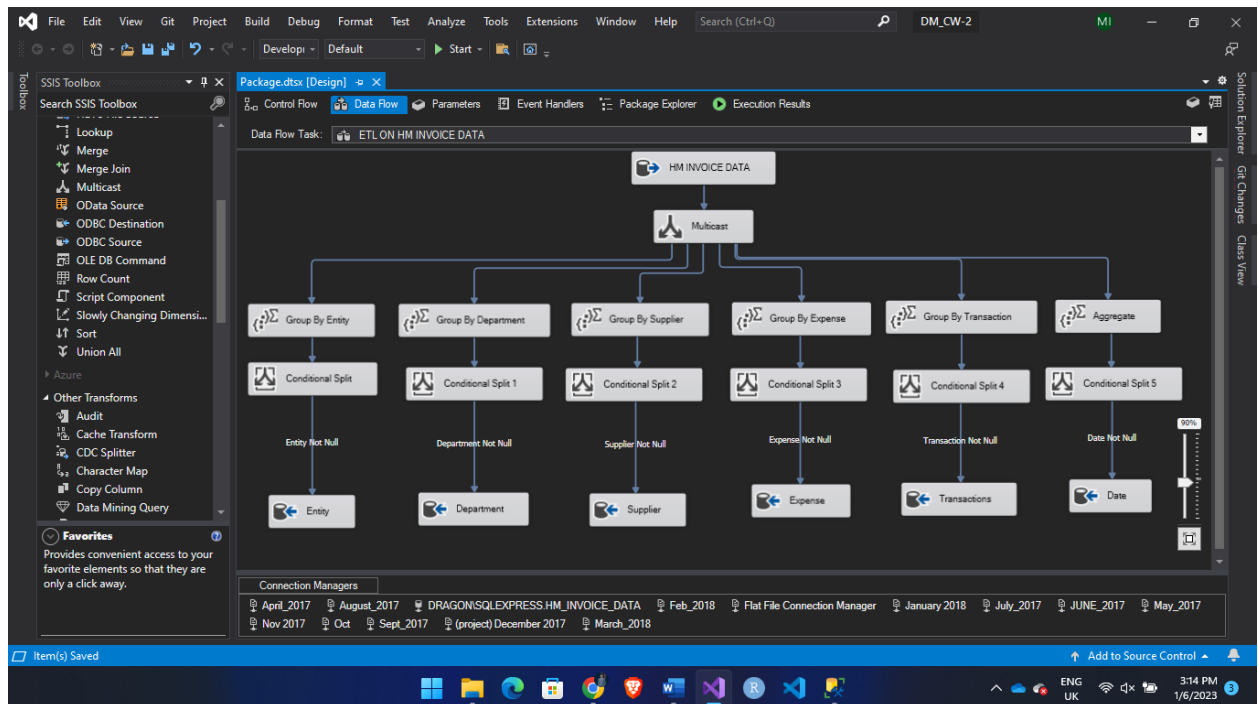 File Edit View Git Project Build Debug Format Test Analyze Tools Extensions Window Help Search (Ctrl+Q) DM_CW-2 MI
Developi Default Start
Toolbox
SSIS Toolbox
Search SSIS Toolbox
Lookup
Merge
Merge Join
Multicast
OData Source
ODBC Destination
ODBC Source
OLE DB Command
Row Count
Script Component
Slowly Changing Dimensi...
Sort
Union All
Azure
Other Transforms
Audit
Cache Transform
CDC Splitter
Character Map
Copy Column
Data Mining Query
Favorites
Provides convenient access to your
favorite elements so that they are
only a click away.
Package.dtsx [Design]
Control Flow Data Flow Parameters Event Handlers Package Explorer Execution Results
Data Flow Task: ETL ON HM INVOICE DATA
HM INVOICE DATA
Multicast
Group By Entity Group By Department Group By Supplier Group By Expense Group By Transaction Aggregate
Conditional Split Conditional Split 1 Conditional Split 2 Conditional Split 3 Conditional Split 4 Conditional Split 5
90%
Entity Not Null Department Not Null Supplier Not Null Expense Not Null Transaction Not Null Date Not Null
Entity Department Supplier Expense Transactions Date
Connection Managers
April_2017 August_2017 DRAGON\SQLEXPRESS.HM_INVOICE_DATA Feb_2018 Flat File Connection Manager January 2018 July_2017 JUNE_2017 May_2017
Nov 2017 Oct Sept_2017 (project) December 2017 March_2018
Solution Explorer
Git Changes
Class View
Item(s) Saved Add to Source Control
ENG
UK
3:14 PM
1/6/2023
3